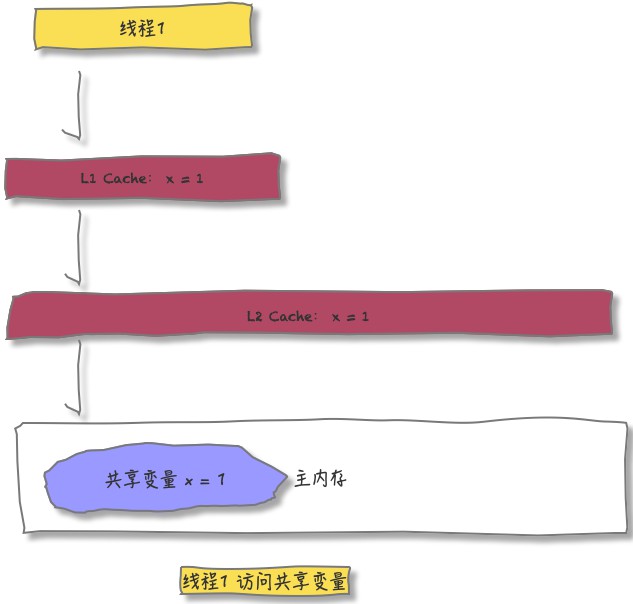 线程1
L1 Cache: x = 1
L2 Cache: x = 1
共享变量 x = 1
主内存
线程1 访问共享变量